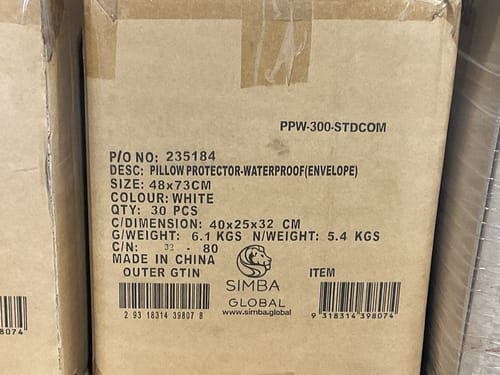 PPW-300-STDCOM
P/O NO: 235184
DESC: PILLOW PROTECTOR-WATERPROOF(ENVELOPE)
SIZE: 48x73CM
COLOUR: WHITE
QTY: 30 PCS
C/DIMENSION: 40x25x32 CM
G/WEIGHT: 6.1 KGS N/WEIGHT: 5.4 KGS
C/N: 32 - 80
MADE IN CHINA
OUTER GTIN
ITEM
SIMBA
GLOBAL
www.simba.global
2 93 18314 39807 8
9 318314 398074
8074